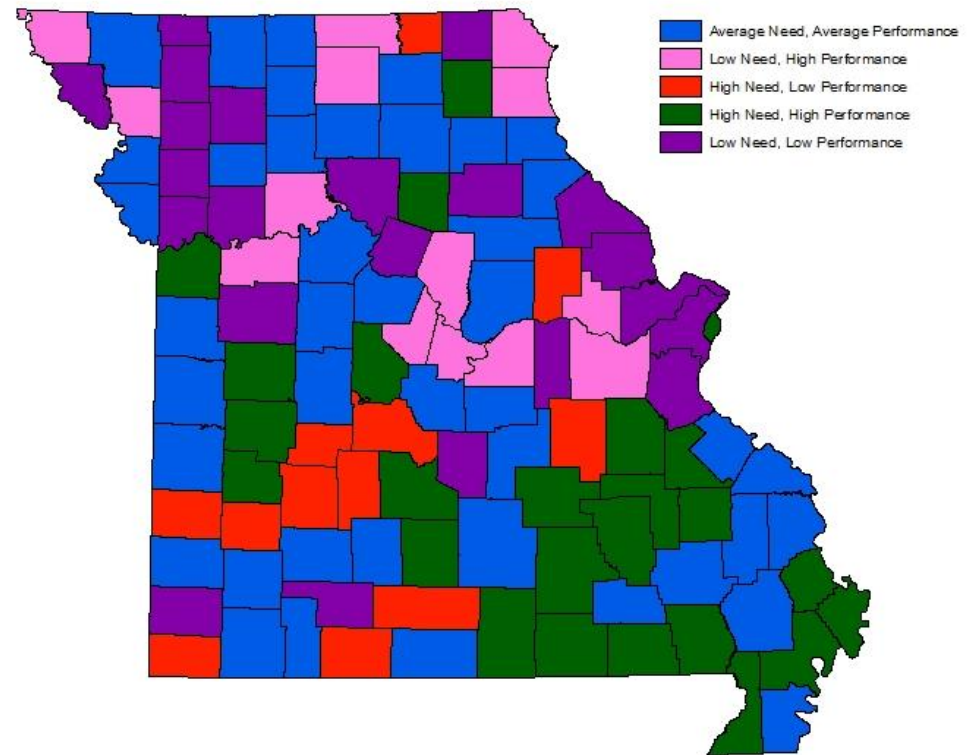 Average Need, Average Performance
Low Need, High Performance
High Need, Low Performance
High Need, High Performance
Low Need, Low Performance